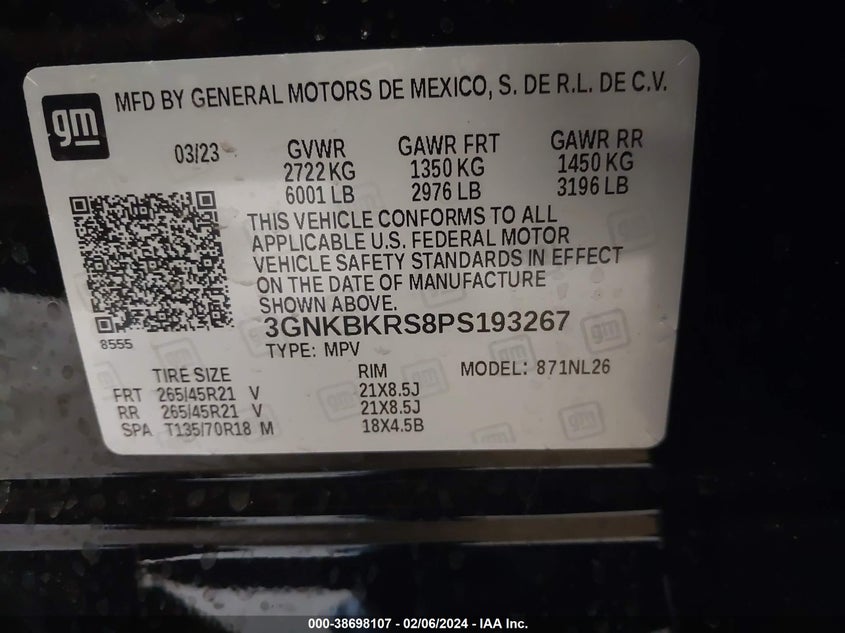 gm
MFD BY GENERAL MOTORS DE MEXICO, S. DE R.L. DE C.V.
03/23 GVWR GAWR FRT GAWR RR
2722 KG 1350 KG 1450 KG
6001 LB 2976 LB 3196 LB
THIS VEHICLE CONFORMS TO ALL
APPLICABLE U.S. FEDERAL MOTOR
VEHICLE SAFETY STANDARDS IN EFFECT
ON THE DATE OF MANUFACTURE
SHOWN ABOVE.
3GNKBKRS8PS193267
8555
TYPE: MPV
TIRE SIZE RIM MODEL: 871NL26
FRT 265/45R21 V 21X8.5J
RR 265/45R21 V 21X8.5J
SPA T135/70R18 M 18X4.5B
000-38698107 - 02/06/2024 - IAA Inc.